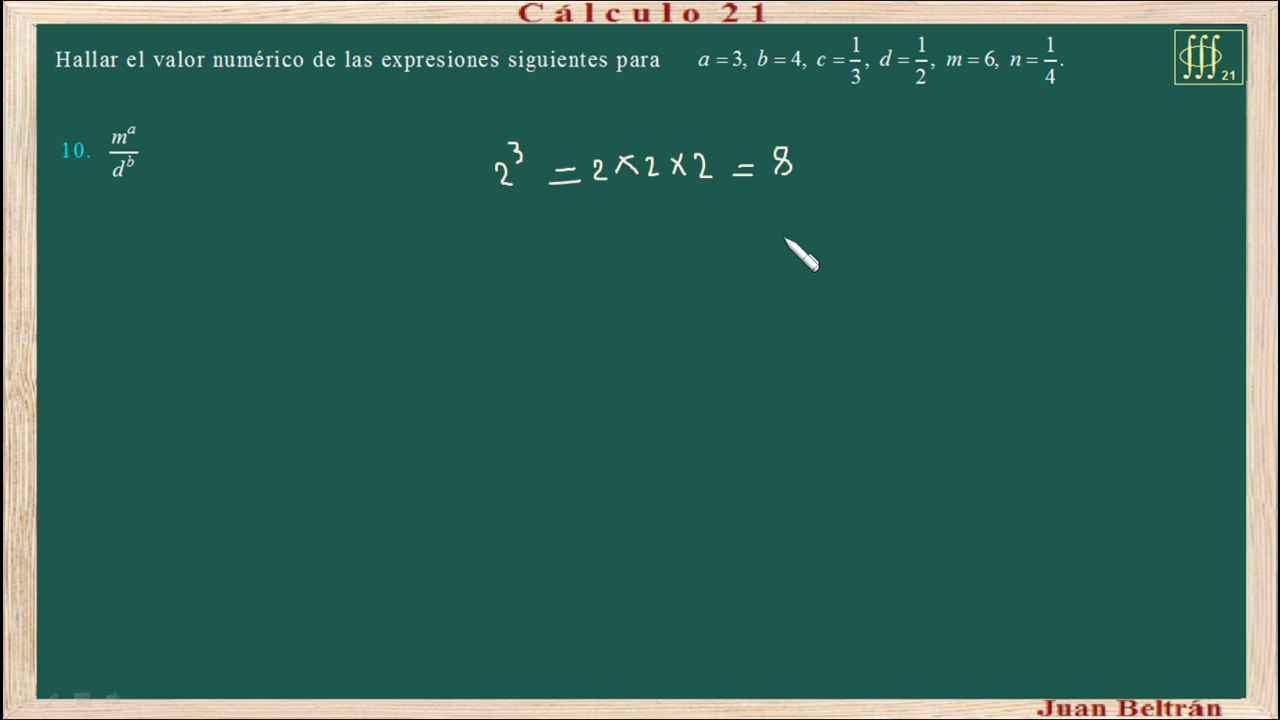 Cálculo 21
Hallar el valor numérico de las expresiones siguientes para a = 3, b = 4, c = 1/3, d = 1/2, m = 6, n = 1/4.
∫∫∫ 21
10. m^a/d^b
2^3 = 2 × 2 × 2 = 8
Juan Beltrán